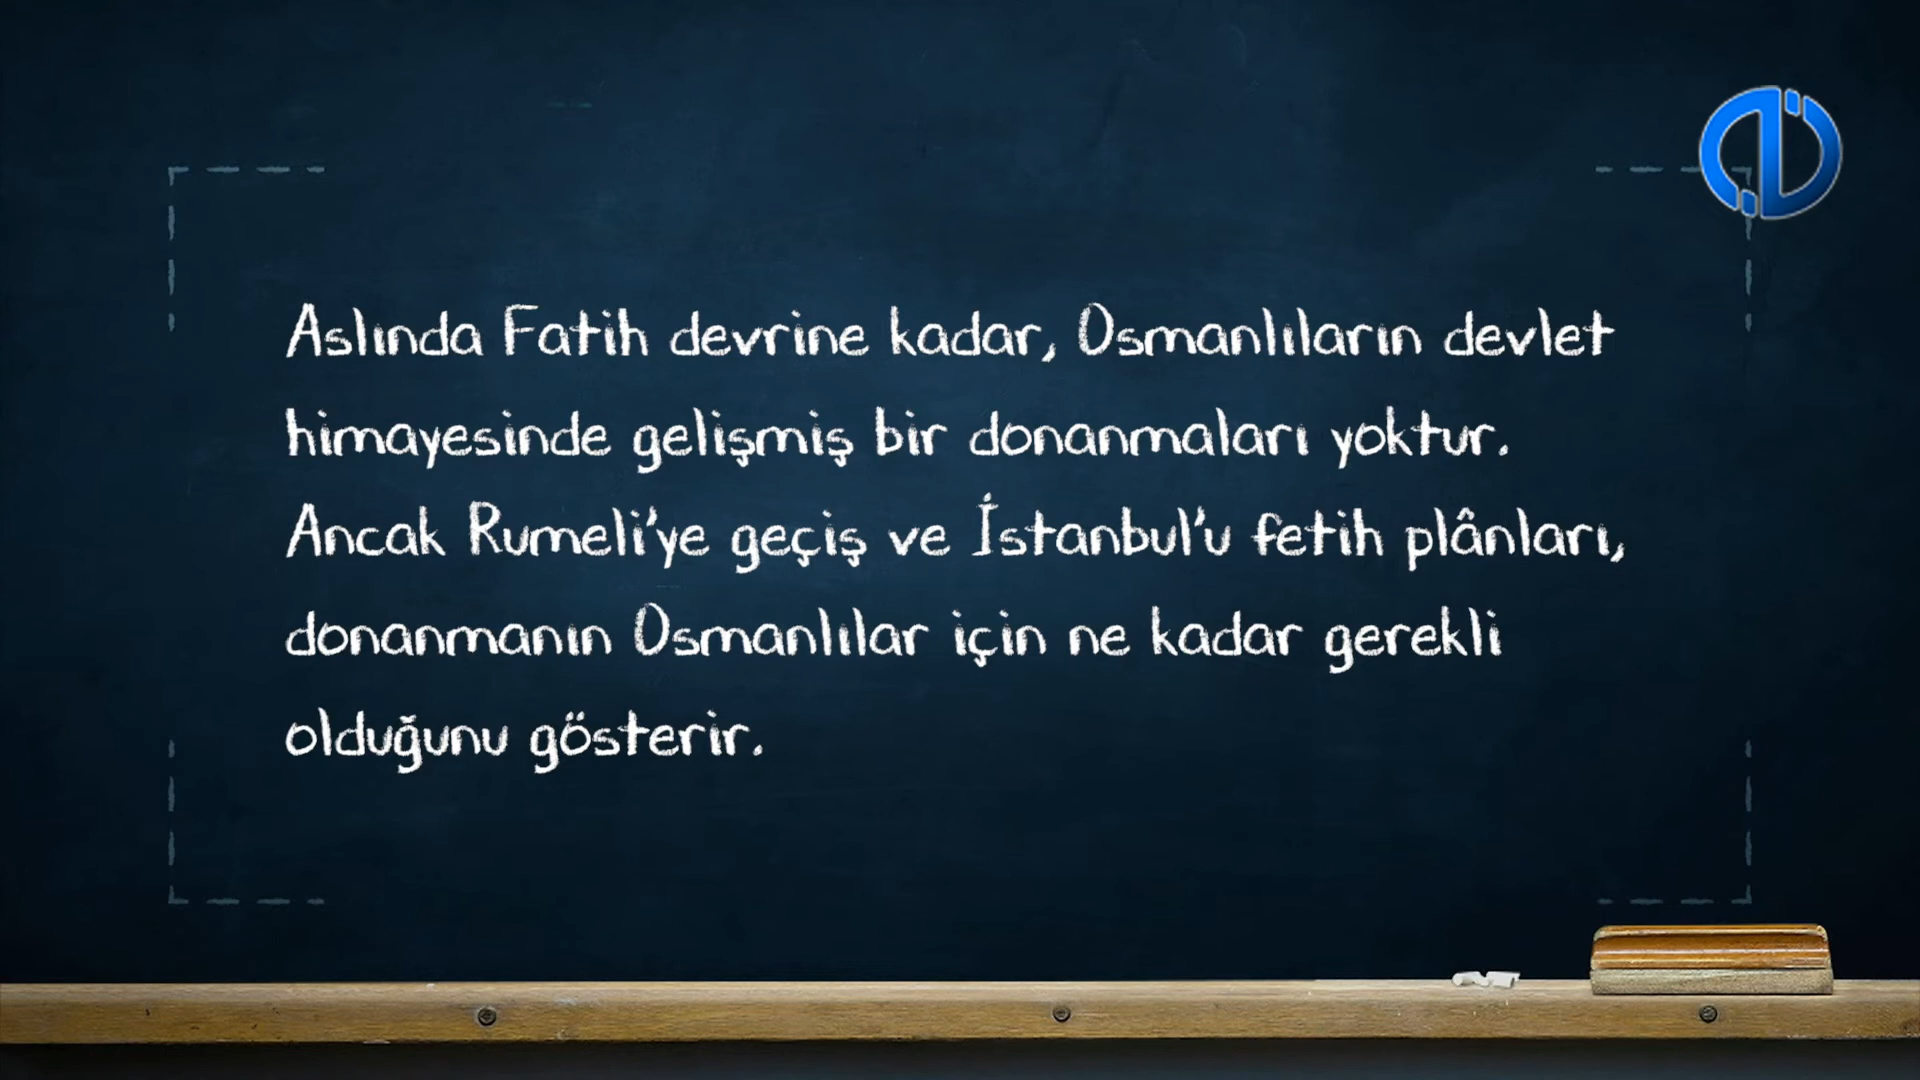 Aslında Fatih devrine kadar, Osmanlıların devlet
himayesinde gelişmiş bir donanmaları yoktur.
Ancak Rumeli'ye geçiş ve İstanbul'u fetih plânları,
donanmanın Osmanlılar için ne kadar gerekli
olduğunu gösterir.